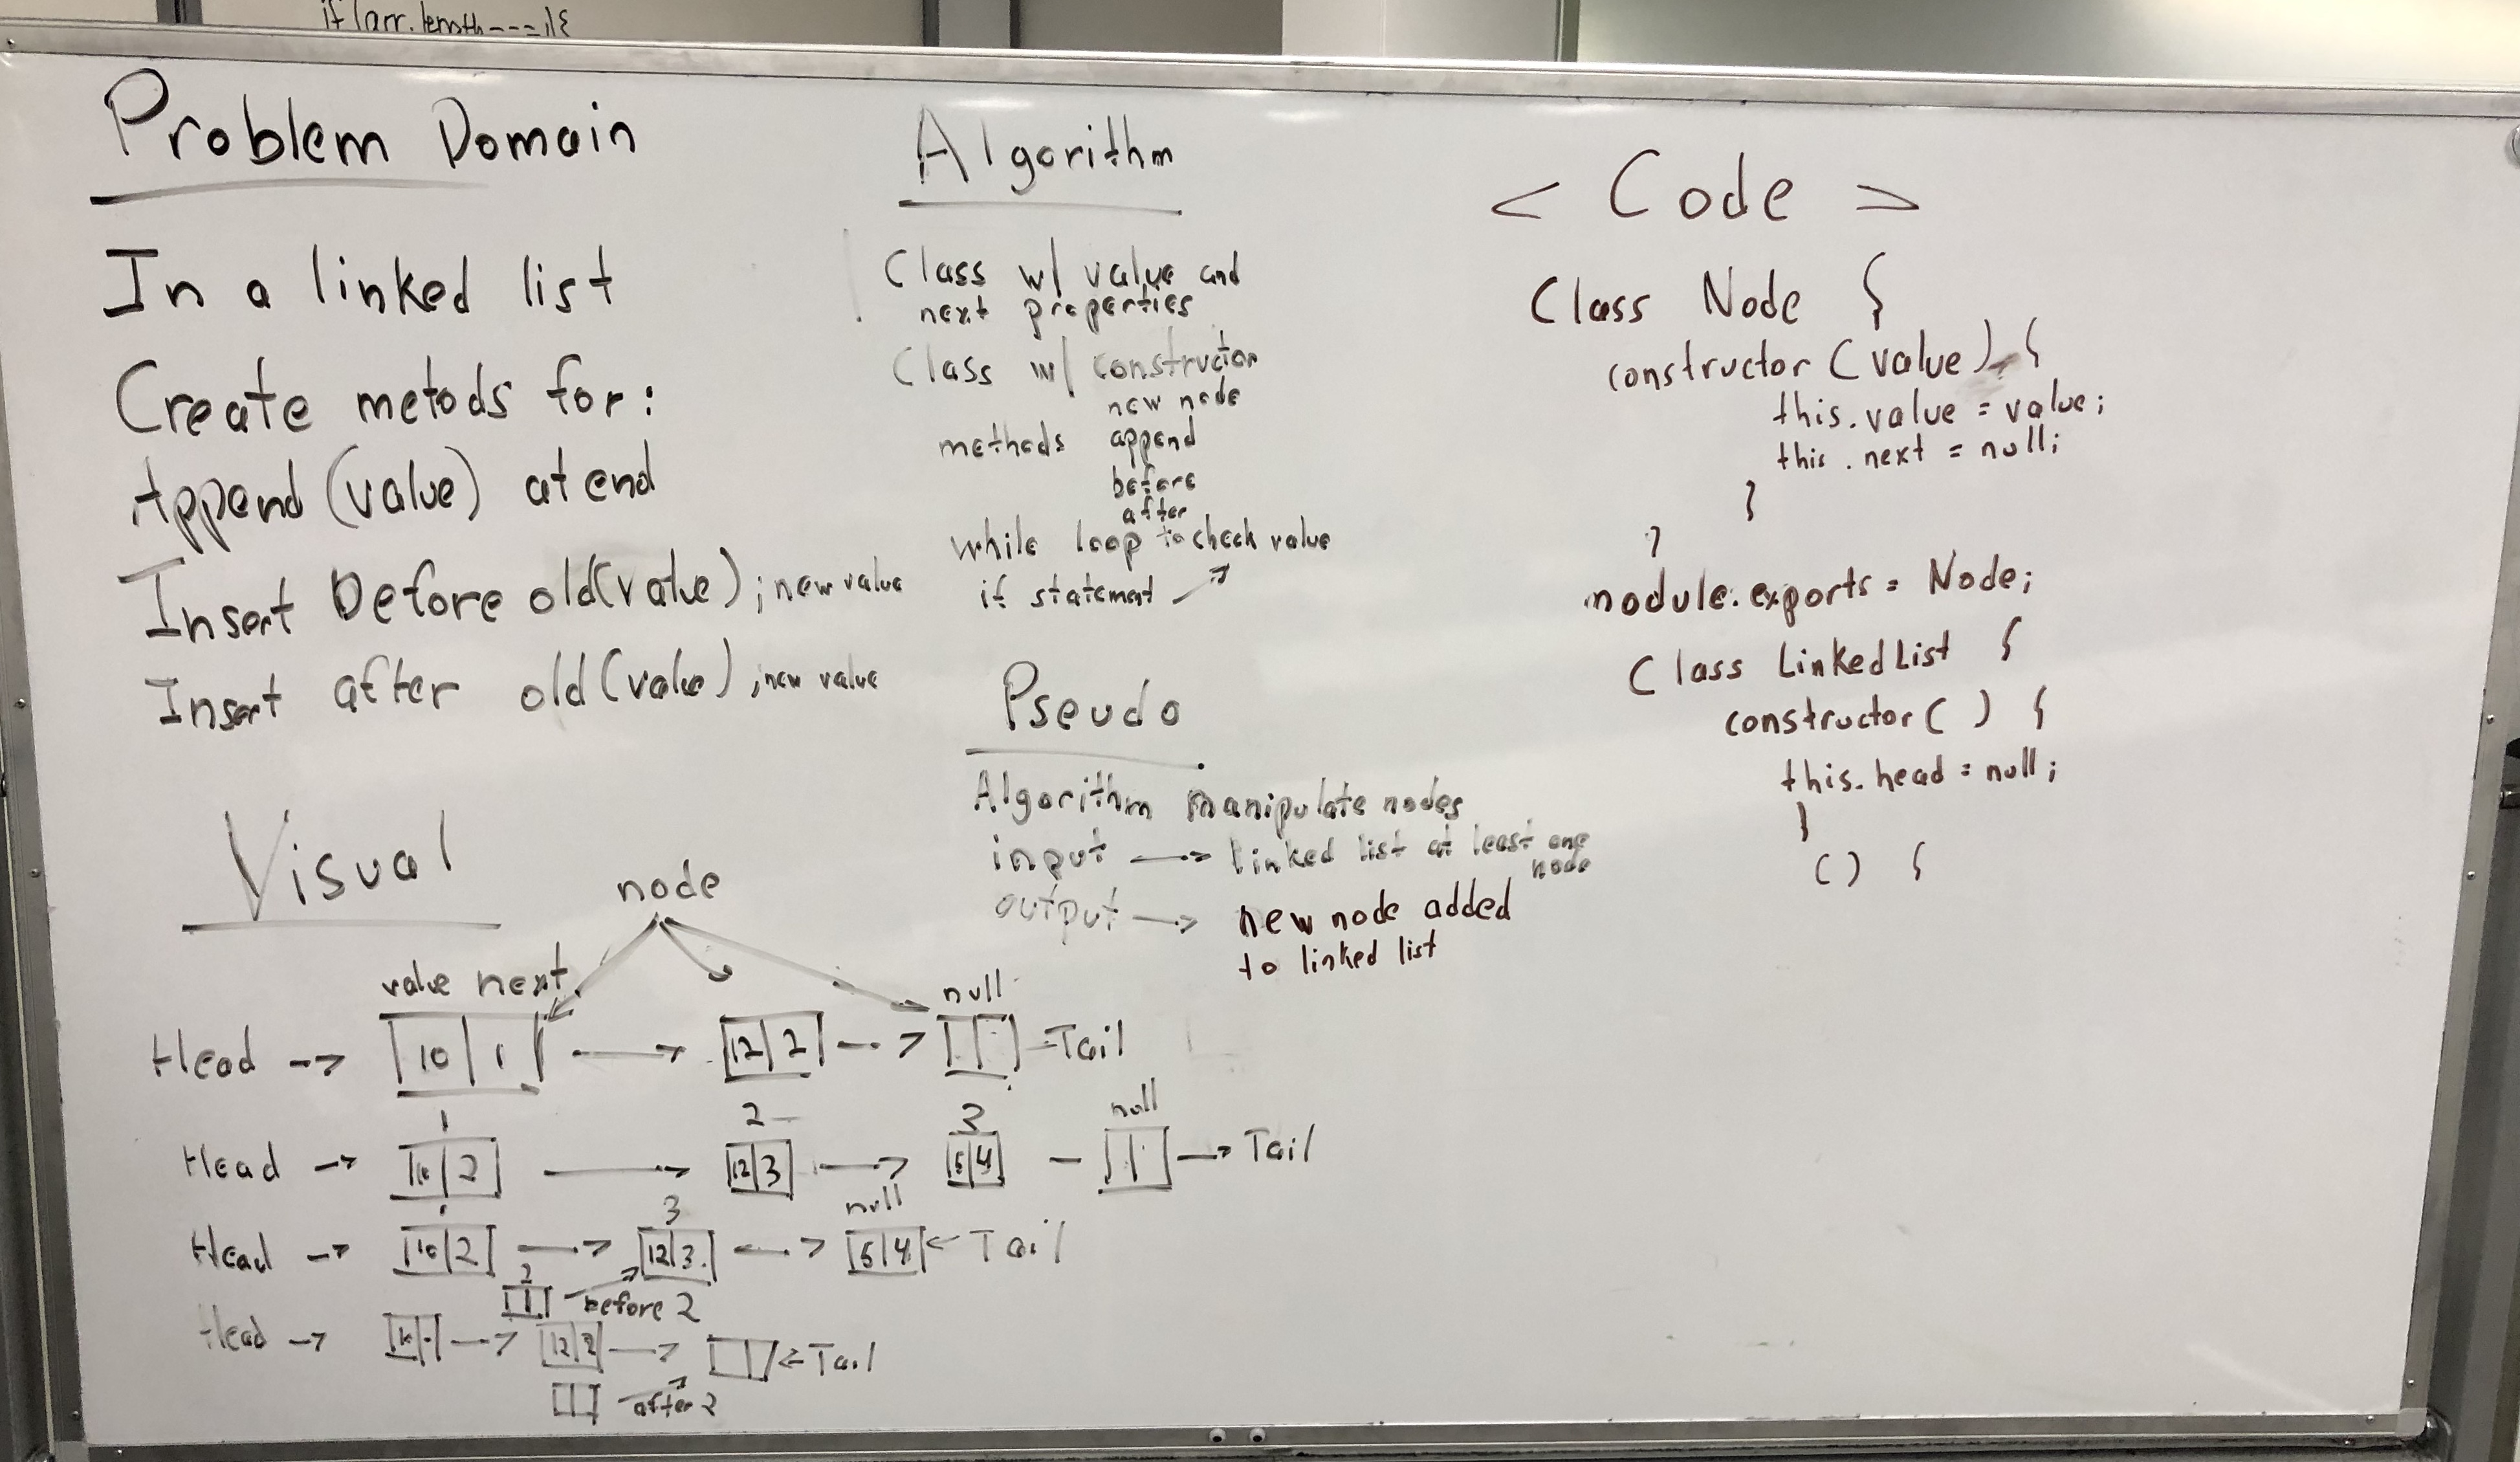 if (arr.length === 1) {
Problem Domain
In a linked list
Create metods for:
Append (value) at end
Insert Before old(value); new value
Insert after old(value), new value
Algorithm
Class w/ value and
next properties
Class w/ constructor
new node
methods append
before
after
while loop to check value
if statement
Pseudo
Algorithm manipulate nodes
input → linked list at least one
node
output → new node added
to linked list
< Code >
Class Node {
constructor (value) {
this.value = value;
this.next = null;
}
}
module.exports = Node;
Class LinkedList {
constructor( ) {
this.head = null;
}
( ) {
Visual
node
value next
null
Head --> 10 | 1 → 12 | 2 --> Tail
1 2 3 null
Head → 10 | 2 → 12 | 3 → 5 | 4 — → Tail
1 3 null
Head → 10 | 2 → 12 | 3 → 5 | 4 ← Tail
2
before 2
Head → → 12 | 2 → ← Tail
after 2